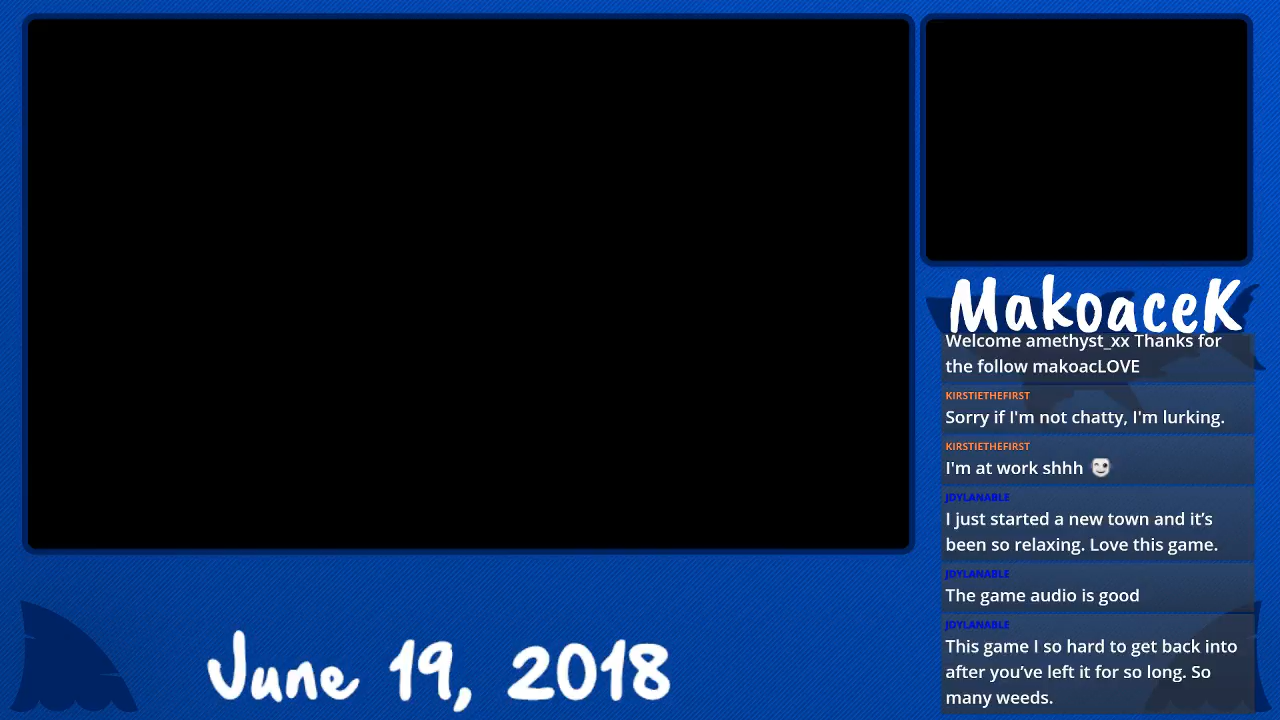 MakoaceK
Welcome amethyst_xx Thanks for
the follow makoacLOVE
KIRSTIETHEFIRST
Sorry if I'm not chatty, I'm lurking.
KIRSTIETHEFIRST
I'm at work shhh
JDYLANABLE
I just started a new town and it’s
been so relaxing. Love this game.
JDYLANABLE
The game audio is good
JDYLANABLE
This game I so hard to get back into
after you’ve left it for so long. So
many weeds.
June 19, 2018